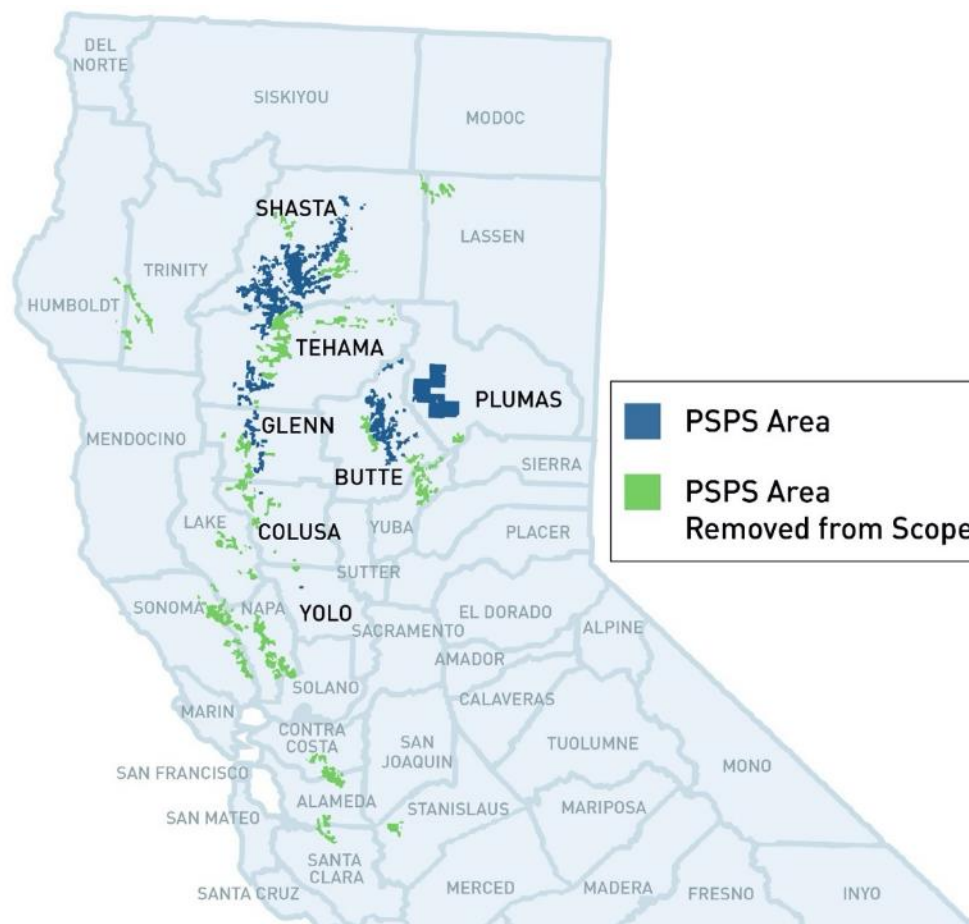 DEL
NORTE
SISKIYOU
MODOC
SHASTA
LASSEN
TRINITY
HUMBOLDT
TEHAMA
PLUMAS
MENDOCINO
GLENN
BUTTE
SIERRA
LAKE
COLUSA
YUBA
PLACER
SUTTER
SONOMA
NAPA
YOLO
SACRAMENTO
EL DORADO
ALPINE
AMADOR
SOLANO
CALAVERAS
MARIN
CONTRA
COSTA
SAN
JOAQUIN
TUOLUMNE
MONO
SAN FRANCISCO
ALAMEDA
STANISLAUS
MARIPOSA
SAN MATEO
SANTA
CLARA
SANTA CRUZ
MERCED
MADERA
FRESNO
INYO
PSPS Area
PSPS Area
Removed from Scope